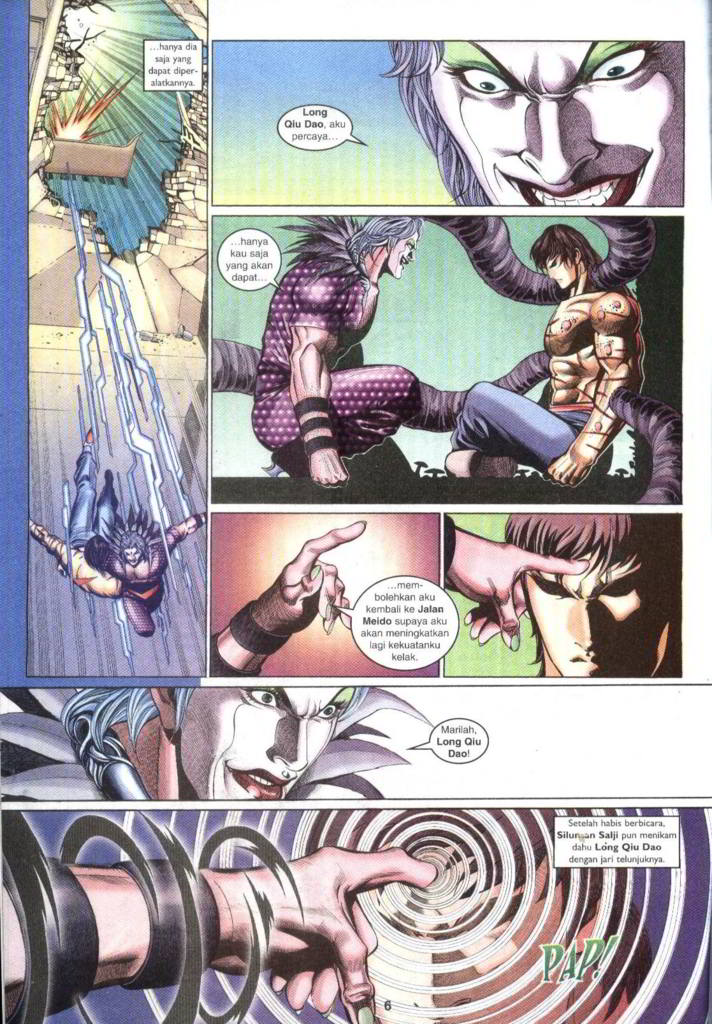 ...hanya dia
saja yang
dapat diper-
alatkannya.
Long
Qiu Dao, aku
percaya...
...hanya
kau saja
yang akan
dapat...
...mem-
bolehkan aku
kembali ke Jalan
Meido supaya aku
akan meningkatkan
lagi kekuatanku
kelak.
Marilah,
Long Qiu
Dao!
Setelah habis berbicara,
Siluman Salji pun menikam
dahu Long Qiu Dao
dengan jari telunjuknya.
PAP!
6